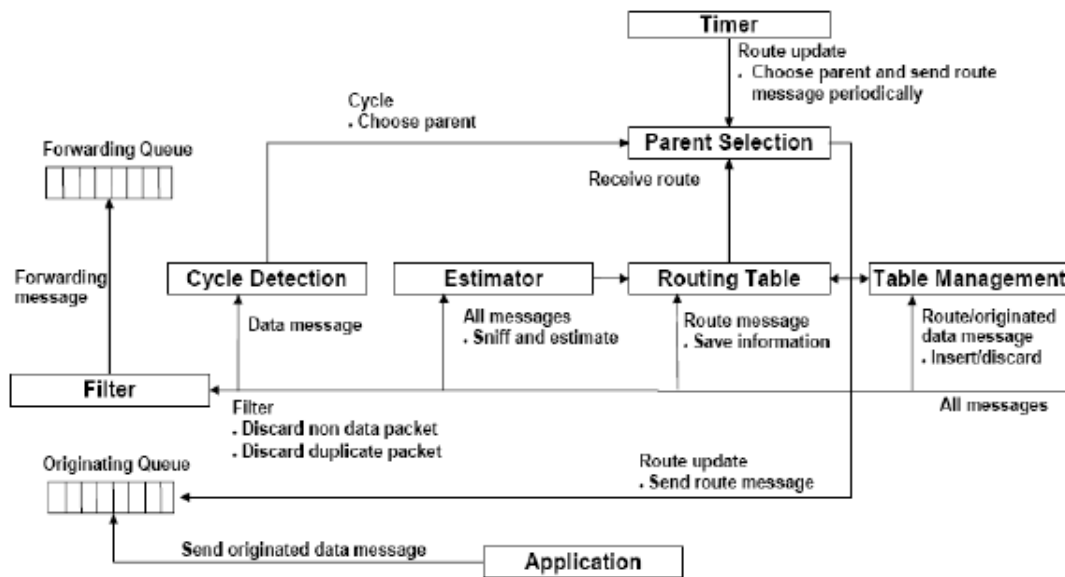 Timer
Route update
. Choose parent and send route
message periodically
Cycle
. Choose parent
Parent Selection
Forwarding Queue
Receive route
Forwarding
message
Cycle Detection
Estimator
Routing Table
Table Management
Data message
All messages
. Sniff and estimate
Route message
. Save information
Route/originated
data message
. Insert/discard
Filter
All messages
Filter
. Discard non data packet
. Discard duplicate packet
Originating Queue
Route update
. Send route message
Send originated data message
Application